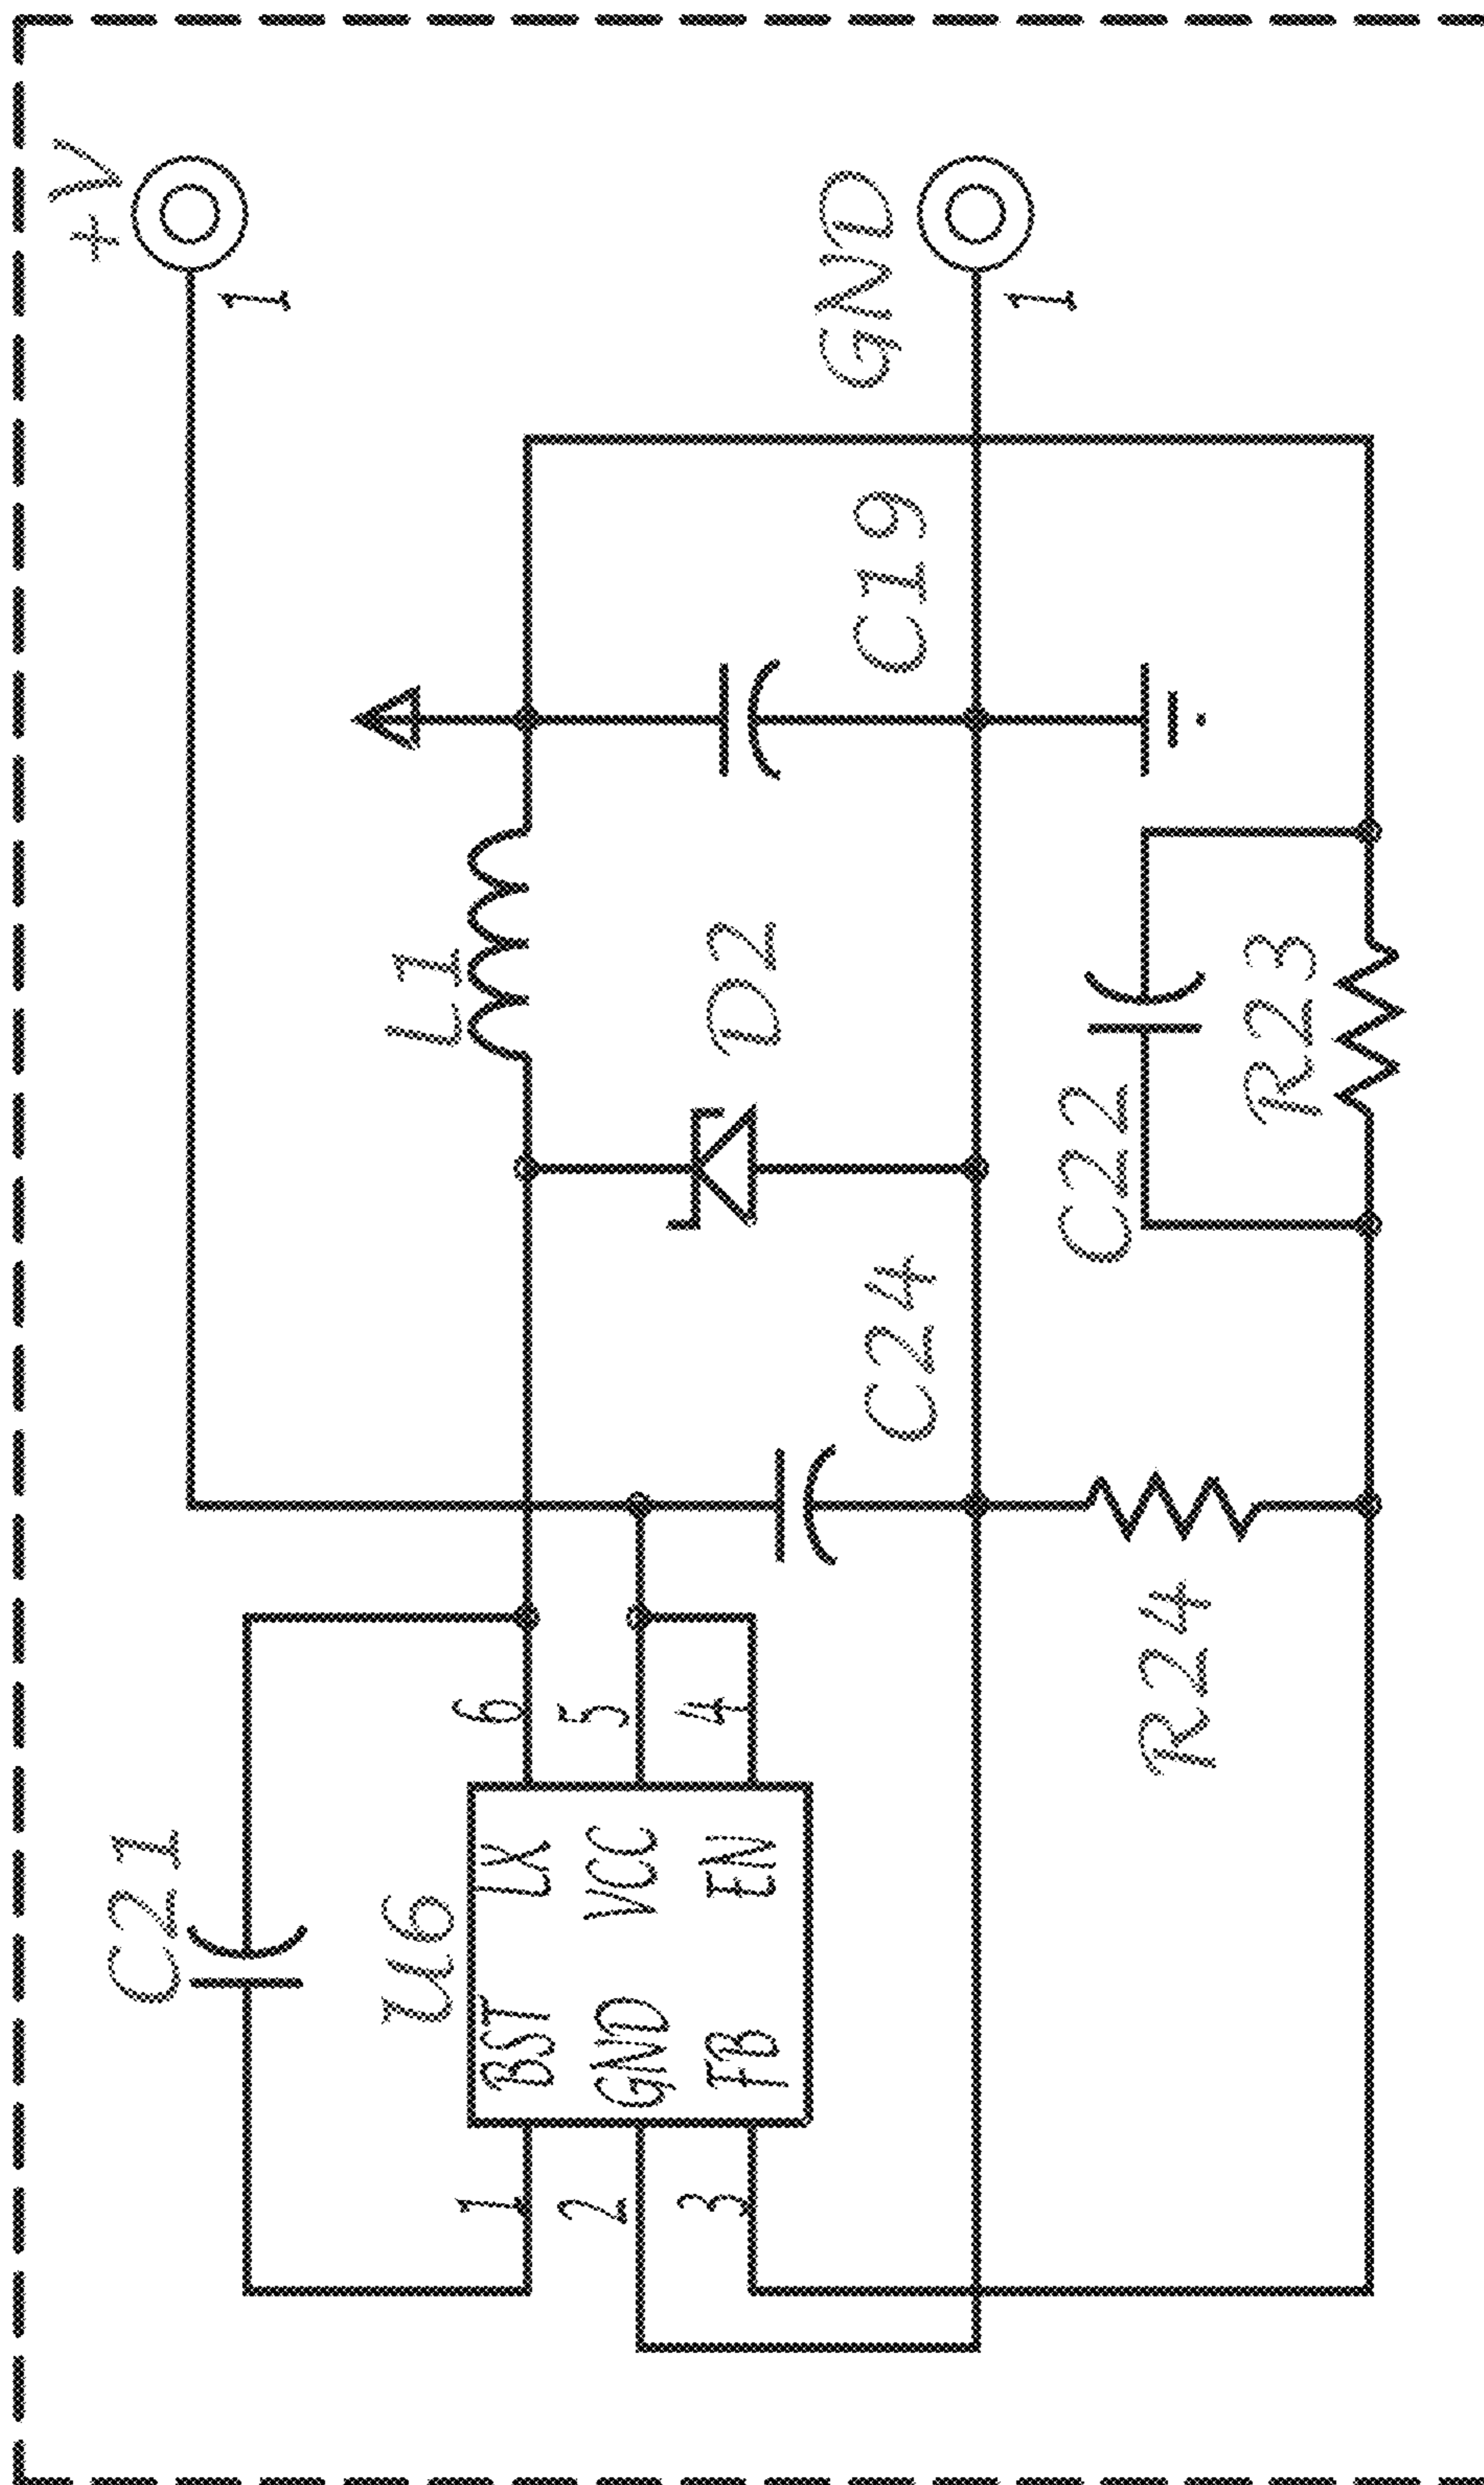 +V
1
GND
1
C19
L1
D2
C22
R23
C24
R24
C21
U6
6
5
4
LX
VCC
EN
BST
GND
FB
1
2
3